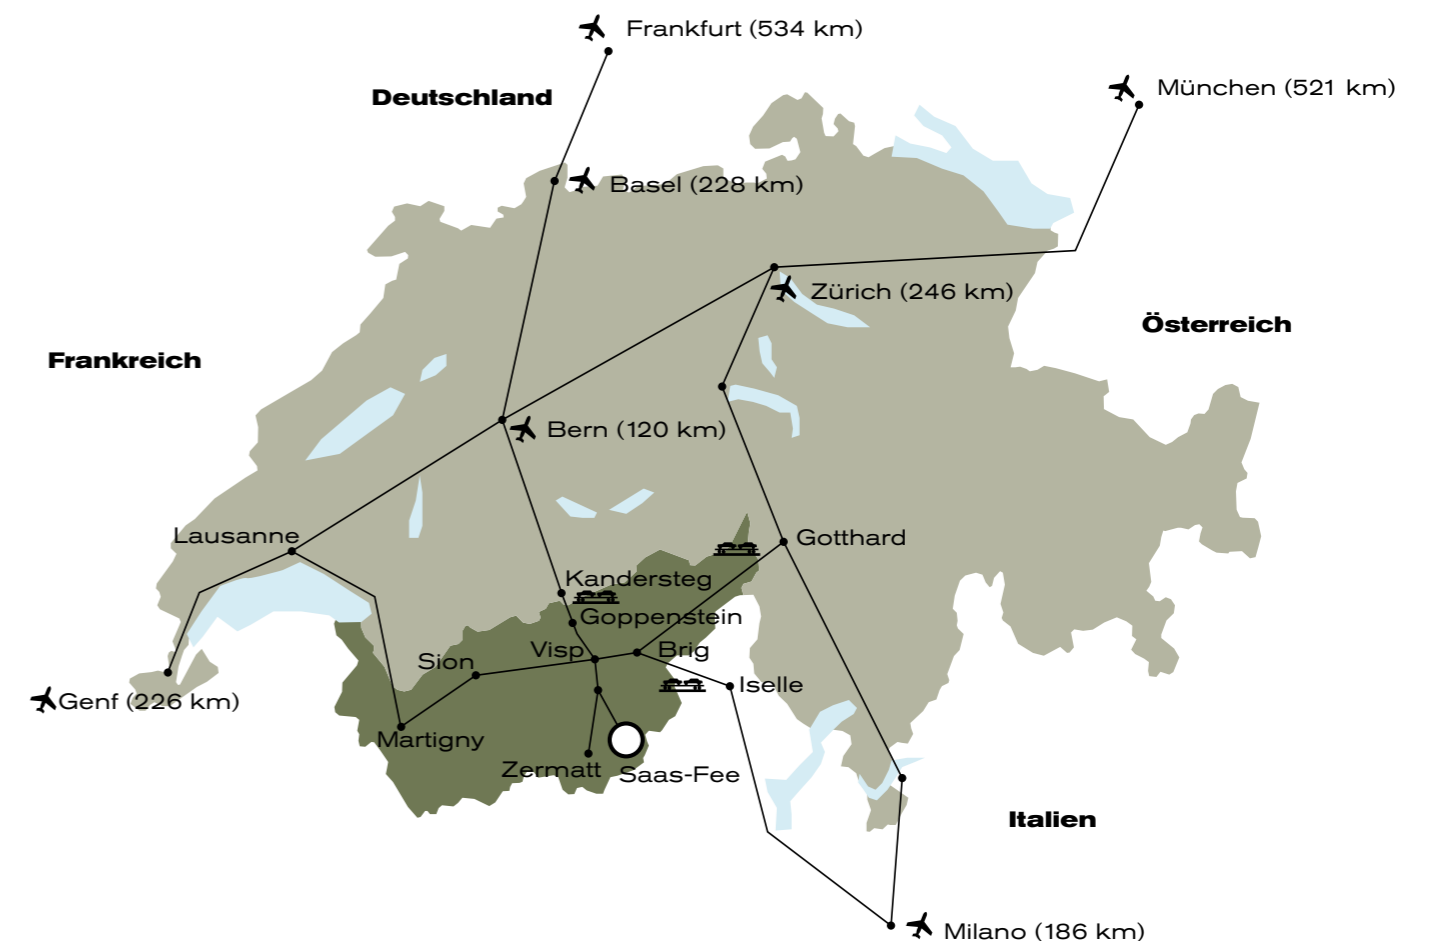 Frankfurt (534 km)
München (521 km)
Deutschland
Basel (228 km)
Zürich (246 km)
Österreich
Frankreich
Bern (120 km)
Lausanne
Gotthard
Kandersteg
Goppenstein
Visp
Brig
Sion
Iselle
Genf (226 km)
Martigny
Zermatt
Saas-Fee
Italien
Milano (186 km)